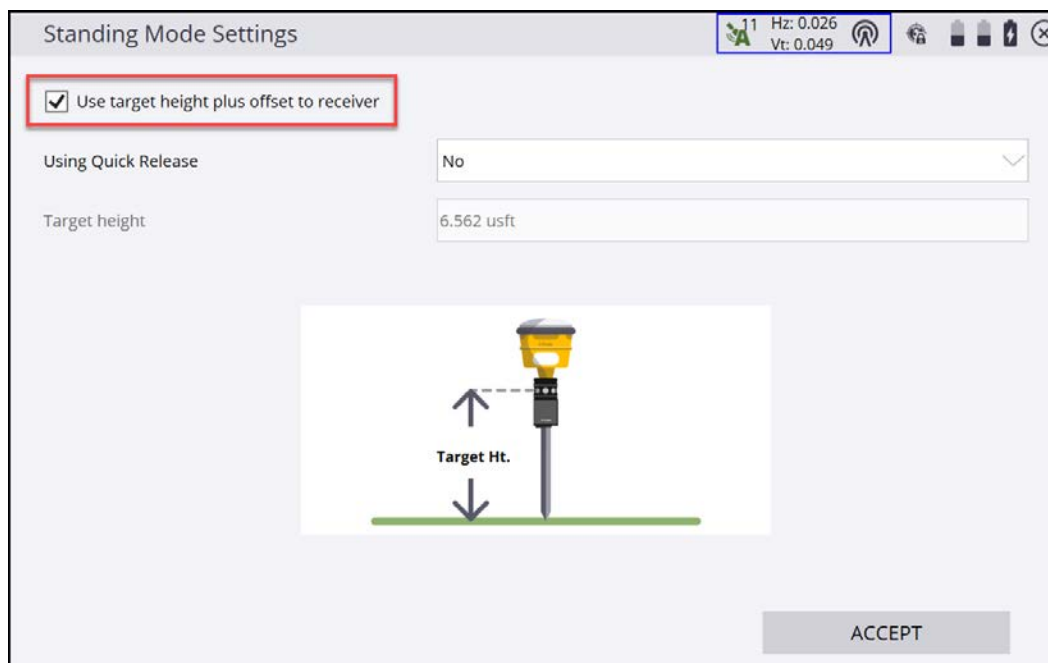 Standing Mode Settings
11 Hz: 0.026
A Vt: 0.049
Use target height plus offset to receiver
Using Quick Release No
Target height 6.562 usft
Target Ht.
ACCEPT